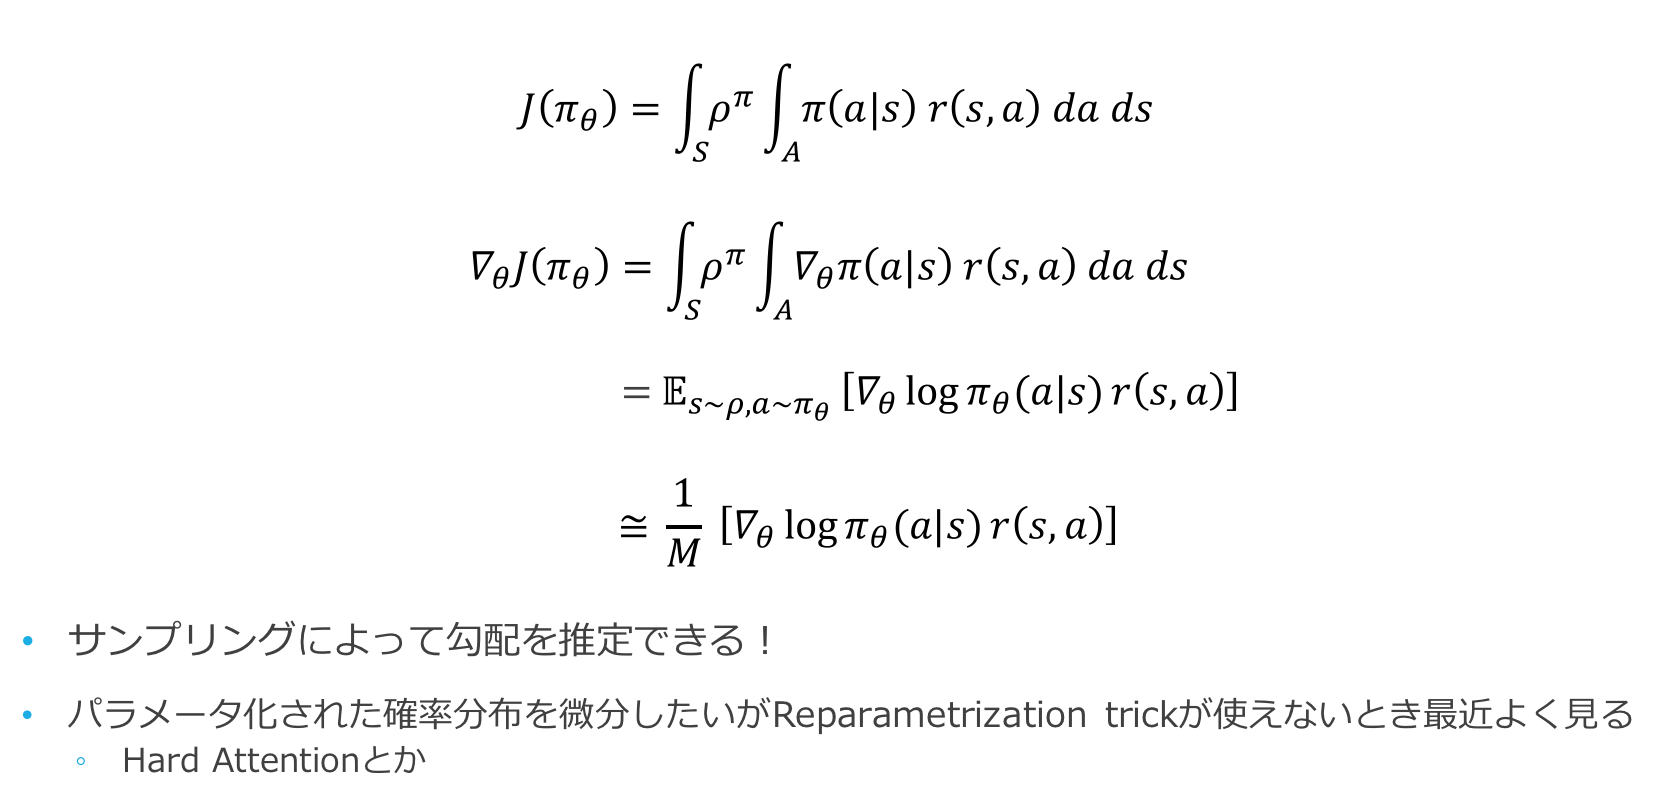 J(π_θ) = ∫_S ρ^π ∫_A π(a|s) r(s, a) da ds
∇_θ J(π_θ) = ∫_S ρ^π ∫_A ∇_θ π(a|s) r(s, a) da ds
= 𝔼_{s~ρ,a~π_θ} [∇_θ log π_θ(a|s) r(s, a)]
≅ 1/M [∇_θ log π_θ(a|s) r(s, a)]
• サンプリングによって勾配を推定できる！
• パラメータ化された確率分布を微分したいがReparametrization trickが使えないとき最近よく見る
◦ Hard Attentionとか